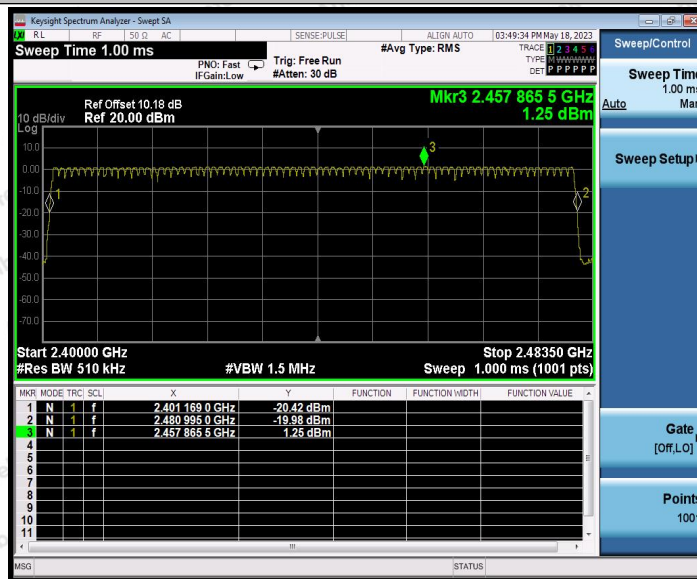 Keysight Spectrum Analyzer - Swept SA
RL RF 50 Ω AC SENSE:PULSE ALIGN AUTO 03:49:34 PM May 18, 2023
Sweep Time 1.00 ms
PNO: Fast
IFGain:Low
Trig: Free Run
#Atten: 30 dB
#Avg Type: RMS
TRACE 1 2 3 4 5 6
TYPE M WWWWW
DET P P P P P P
Sweep/Control
Sweep Time
1.00 ms
Auto Man
Sweep Setup
Ref Offset 10.18 dB
10 dB/div Ref 20.00 dBm
Log
Mkr3 2.457 865 5 GHz
1.25 dBm
10.0
0.00
-10.0
-20.0
-30.0
-40.0
-50.0
-60.0
-70.0
1
2
3
Start 2.40000 GHz Stop 2.48350 GHz
#Res BW 510 kHz #VBW 1.5 MHz Sweep 1.000 ms (1001 pts)
MKR MODE TRC SCL X Y FUNCTION FUNCTION WIDTH FUNCTION VALUE
1 N 1 f 2.401 169 0 GHz -20.42 dBm
2 N 1 f 2.480 995 0 GHz -19.98 dBm
3 N 1 f 2.457 865 5 GHz 1.25 dBm
4
5
6
7
8
9
10
11
Gate
[Off,LO]
Points
1001
MSG STATUS